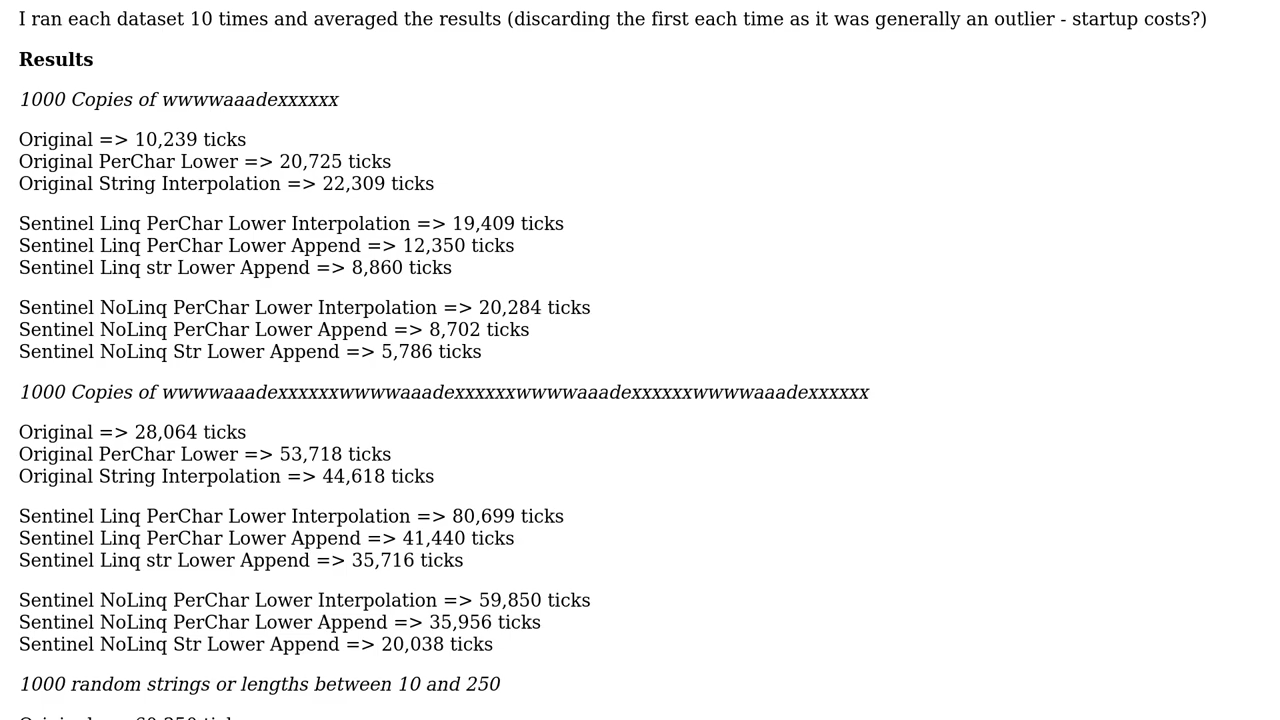 I ran each dataset 10 times and averaged the results (discarding the first each time as it was generally an outlier - startup costs?)
Results
1000 Copies of wwwwaaadexxxxxx
Original => 10,239 ticks
Original PerChar Lower => 20,725 ticks
Original String Interpolation => 22,309 ticks
Sentinel Linq PerChar Lower Interpolation => 19,409 ticks
Sentinel Linq PerChar Lower Append => 12,350 ticks
Sentinel Linq str Lower Append => 8,860 ticks
Sentinel NoLinq PerChar Lower Interpolation => 20,284 ticks
Sentinel NoLinq PerChar Lower Append => 8,702 ticks
Sentinel NoLinq Str Lower Append => 5,786 ticks
1000 Copies of wwwwaaadexxxxxxwwwwaaadexxxxxxwwwwaaadexxxxxxwwwwaaadexxxxxx
Original => 28,064 ticks
Original PerChar Lower => 53,718 ticks
Original String Interpolation => 44,618 ticks
Sentinel Linq PerChar Lower Interpolation => 80,699 ticks
Sentinel Linq PerChar Lower Append => 41,440 ticks
Sentinel Linq str Lower Append => 35,716 ticks
Sentinel NoLinq PerChar Lower Interpolation => 59,850 ticks
Sentinel NoLinq PerChar Lower Append => 35,956 ticks
Sentinel NoLinq Str Lower Append => 20,038 ticks
1000 random strings or lengths between 10 and 250